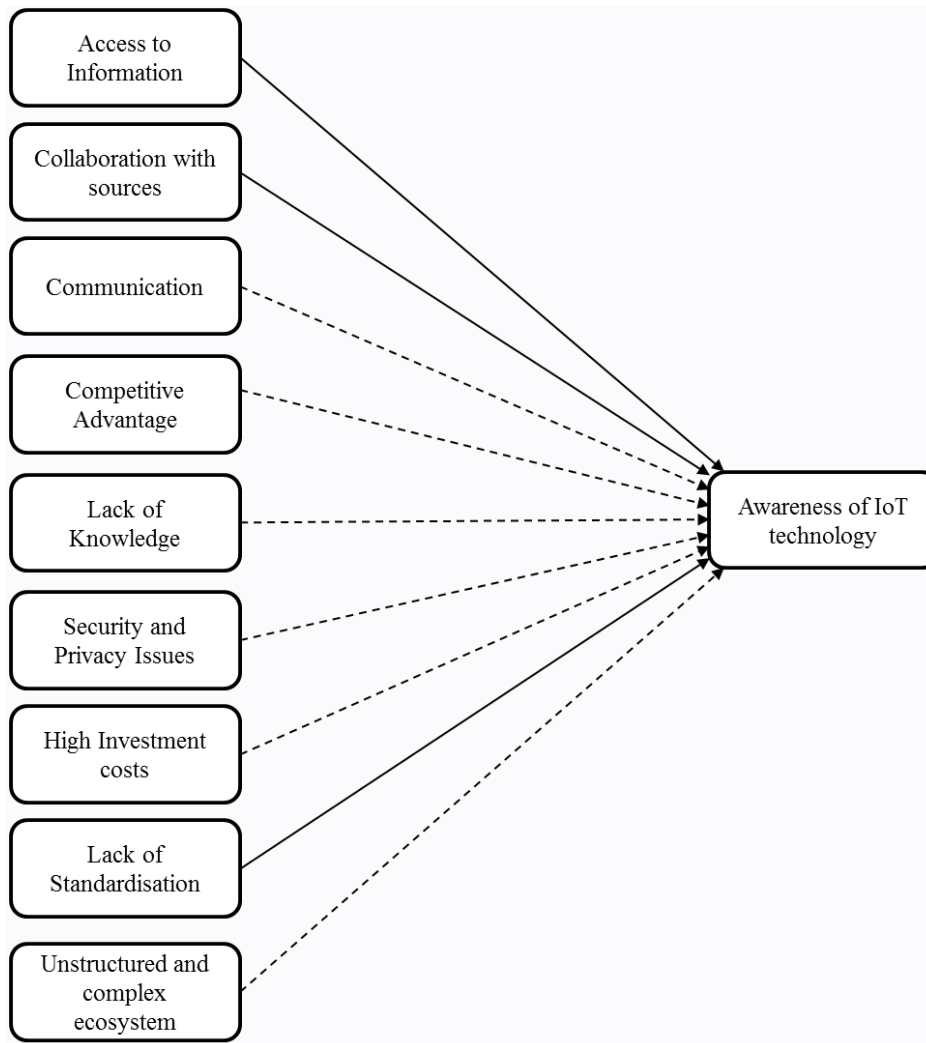 Access to
Information
Collaboration with
sources
Communication
Competitive
Advantage
Lack of
Knowledge
Awareness of IoT
technology
Security and
Privacy Issues
High Investment
costs
Lack of
Standardisation
Unstructured and
complex
ecosystem